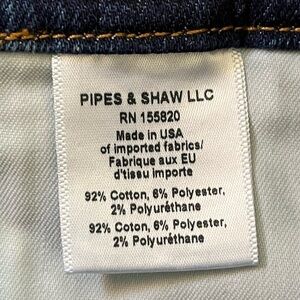 PIPES & SHAW LLC
RN 155820
Made in USA
of imported fabrics/
Fabrique aux EU
d'tissu importe
92% Cotton, 6% Polyester,
2% Polyuréthane
92% Coton, 6% Polyester,
2% Polyuréthane